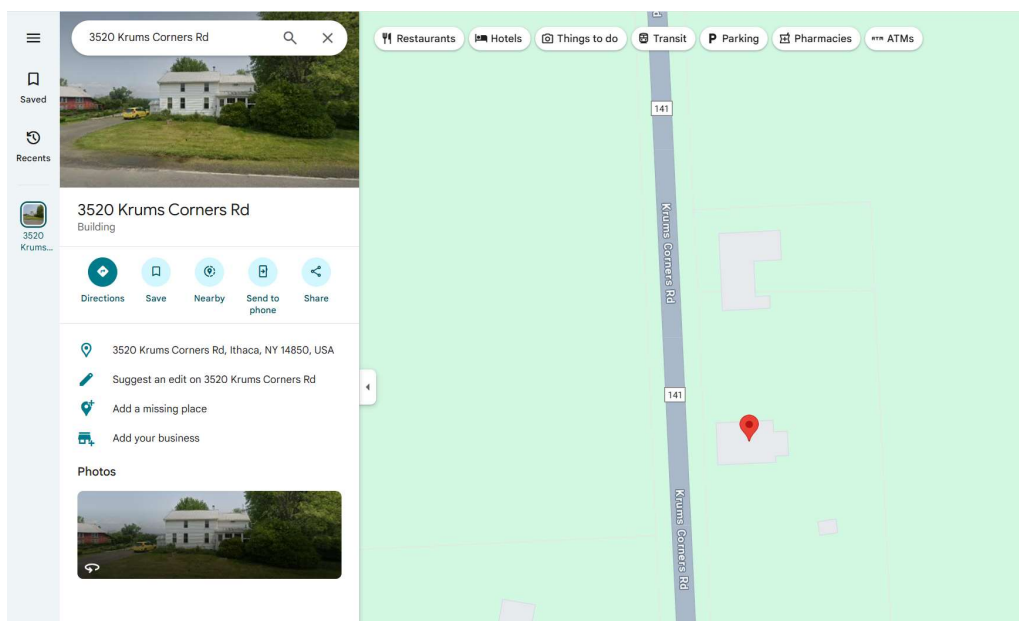 3520 Krums Corners Rd
Restaurants
Hotels
Things to do
Transit
P Parking
Pharmacies
ATM ATMs
Saved
Recents
3520
Krums...
3520 Krums Corners Rd
Building
Directions
Save
Nearby
Send to
phone
Share
3520 Krums Corners Rd, Ithaca, NY 14850, USA
Suggest an edit on 3520 Krums Corners Rd
Add a missing place
Add your business
Photos
141
Krums Corners Rd
141
Krums Corners Rd